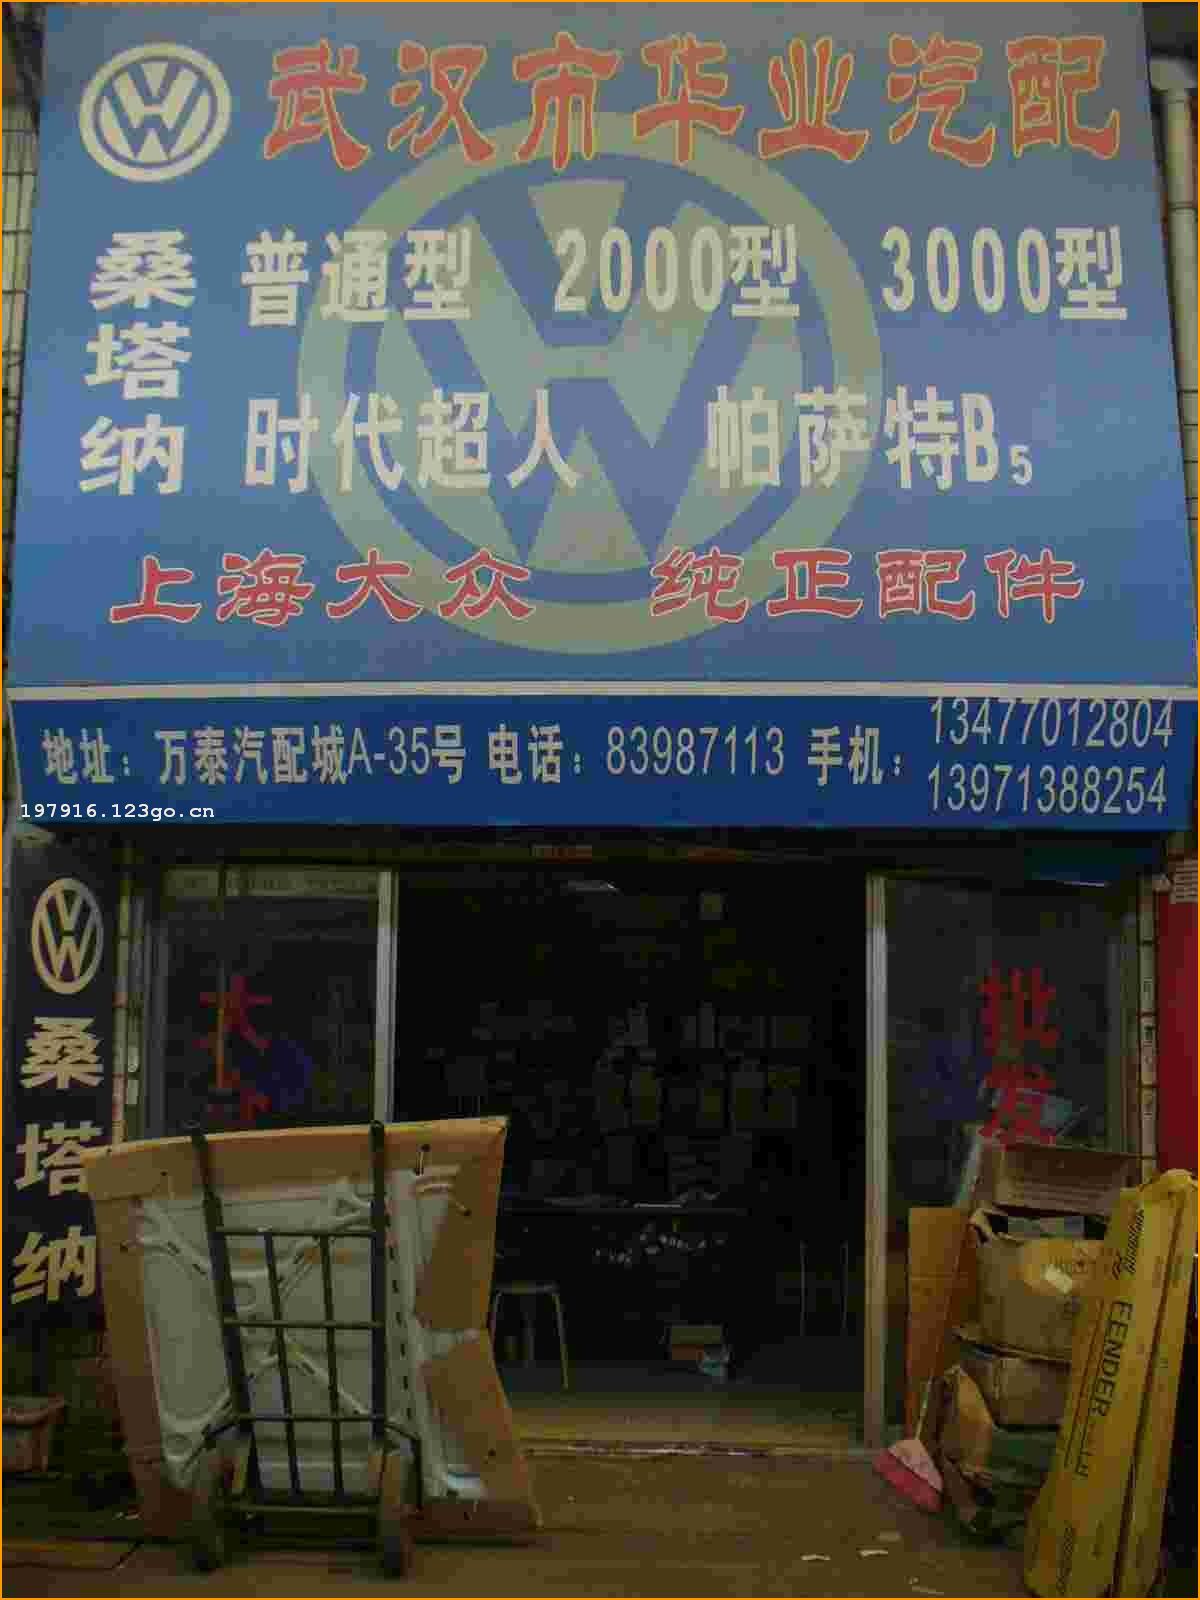 武汉市华业汽配
桑塔纳
普通型 2000型 3000型
时代超人 帕萨特B5
上海大众 纯正配件
地址：万泰汽配城A-35号 电话：83987113 手机：13477012804
13971388254
197916.123go.cn
桑塔纳
大
批发
FENDER